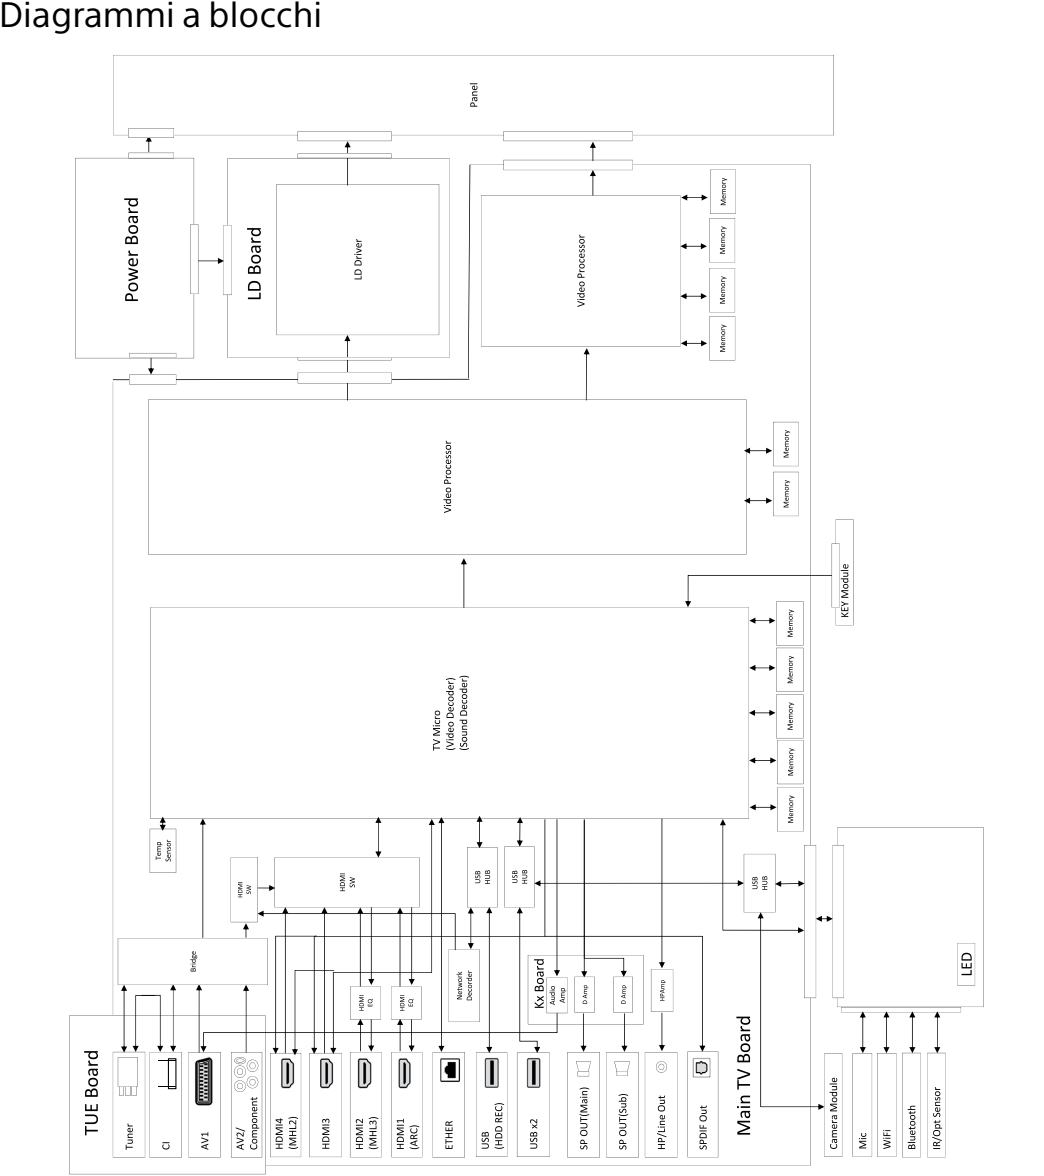 Diagrammi a blocchi
Panel
Power Board
LD Board
LD Driver
Video Processor
Memory
Memory
Memory
Memory
Video Processor
Memory
Memory
KEY Module
TV Micro
(Video Decoder)
(Sound Decoder)
Memory
Memory
Memory
Memory
Memory
Temp
Sensor
HDMI
SW
HDMI
SW
USB
HUB
USB
HUB
USB
HUB
Bridge
Network
Decorder
HDMI
EQ
HDMI
EQ
Kx Board
Audio
Amp
D Amp
D Amp
HPAmp
LED
TUE Board
Tuner
CI
AV1
AV2/
Component
HDMI4
(MHL2)
HDMI3
HDMI2
(MHL3)
HDMI1
(ARC)
ETHER
USB
(HDD REC)
USB x2
SP OUT(Main)
SP OUT(Sub)
HP/Line Out
SPDIF Out
Main TV Board
Camera Module
Mic
WiFi
Bluetooth
IR/Opt Sensor